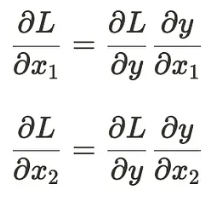 ∂L/∂x₁ = ∂L/∂y ∂y/∂x₁
∂L/∂x₂ = ∂L/∂y ∂y/∂x₂